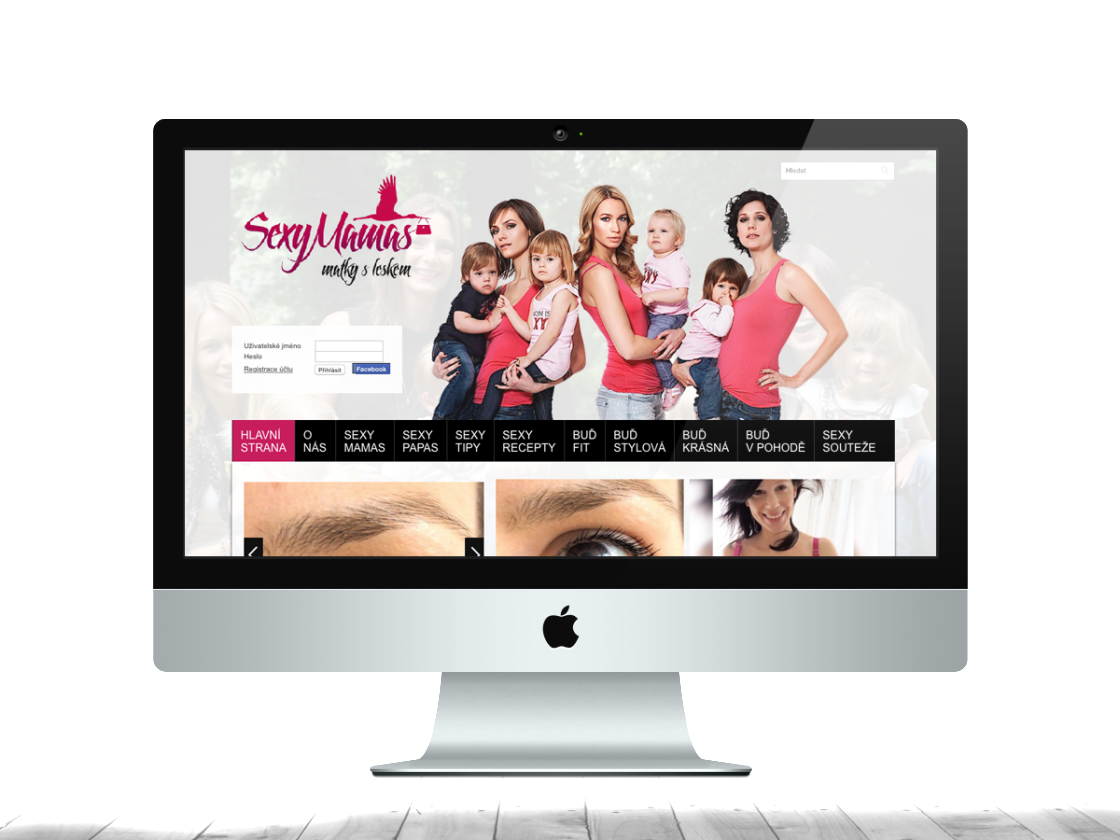 Hledat
SexyMamas
matky s leskem
Uživatelské jméno
Heslo
Registrace účtu
Přihlásit
Facebook
HLAVNÍ
STRANA
O
NÁS
SEXY
MAMAS
SEXY
PAPAS
SEXY
TIPY
SEXY
RECEPTY
BUĎ
FIT
BUĎ
STYLOVÁ
BUĎ
KRÁSNÁ
BUĎ
V POHODĚ
SEXY
SOUTEŽE